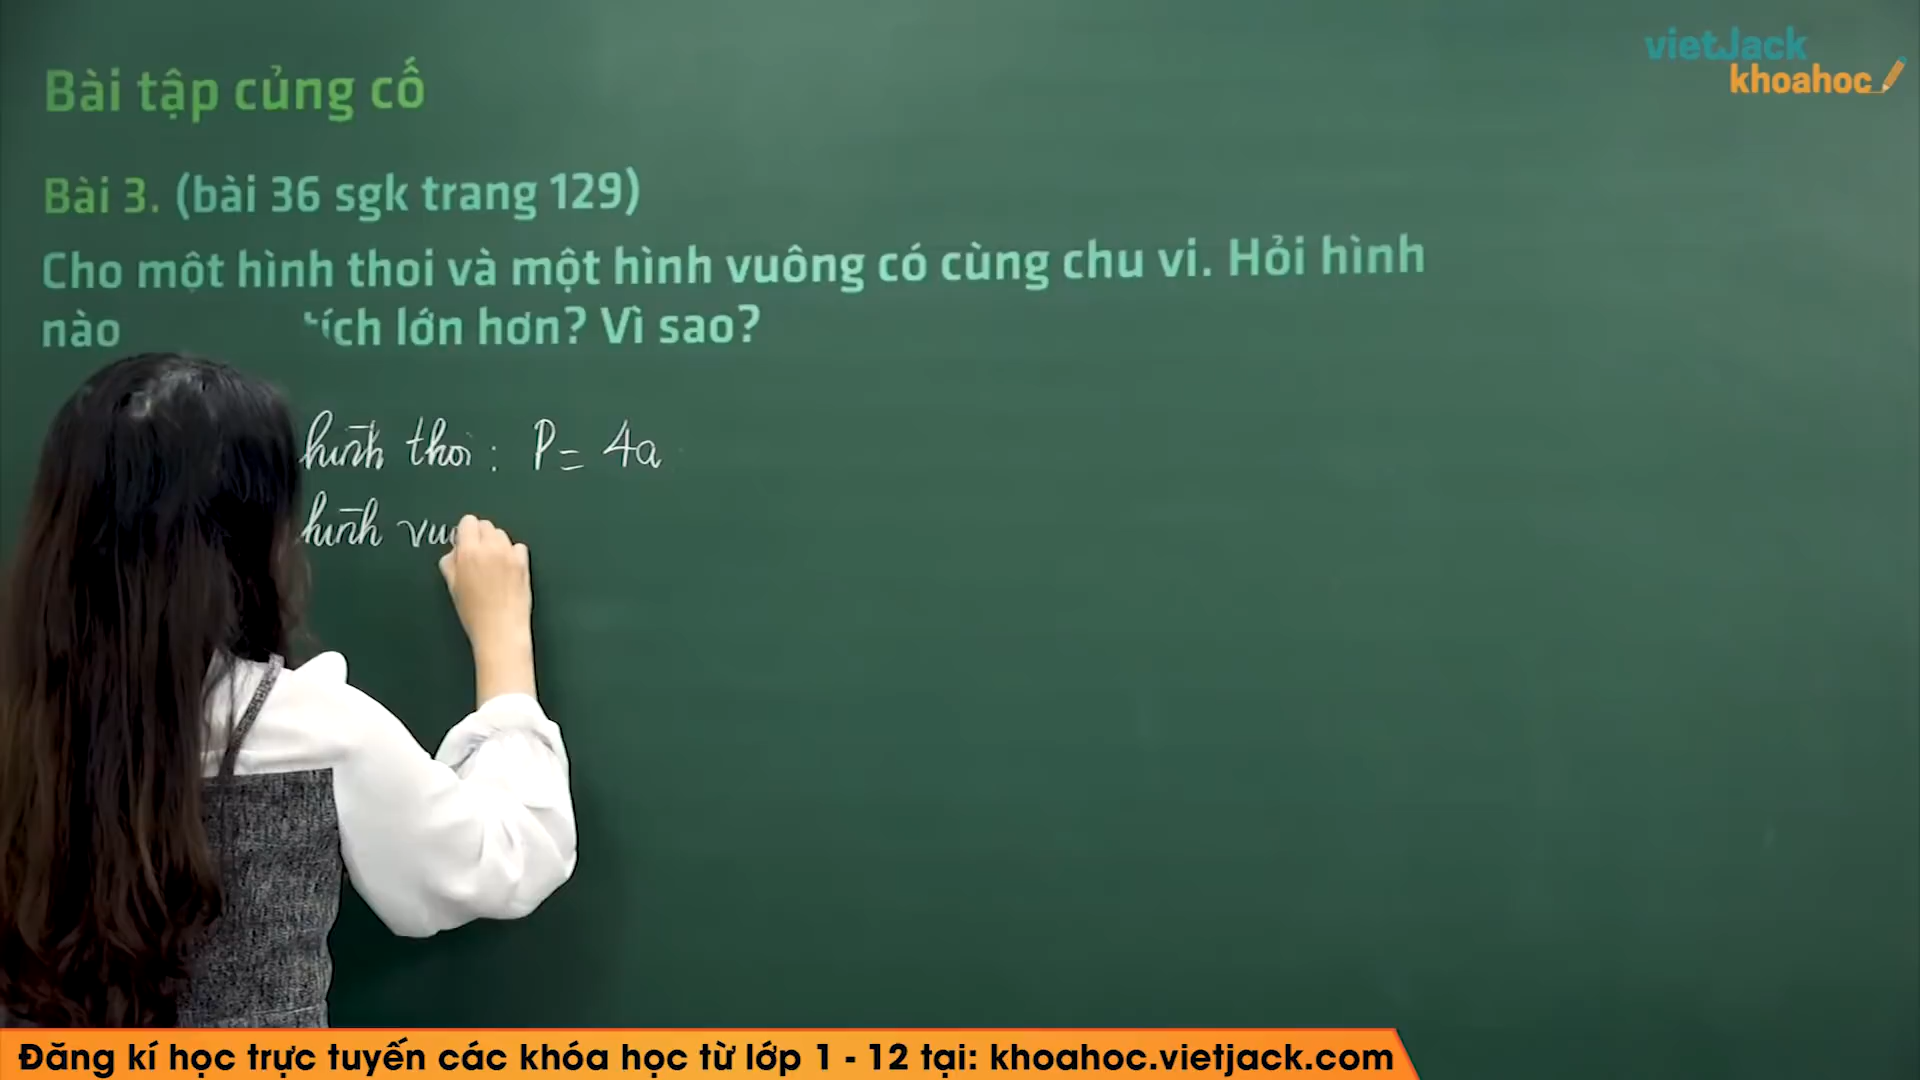 vietJack
khoahoc
Bài tập củng cố
Bài 3. (bài 36 sgk trang 129)
Cho một hình thoi và một hình vuông có cùng chu vi. Hỏi hình
nào tích lớn hơn? Vì sao?
hình thoi : P = 4a
hình
Đăng kí học trực tuyến các khóa học từ lớp 1 - 12 tại: khoahoc.vietjack.com